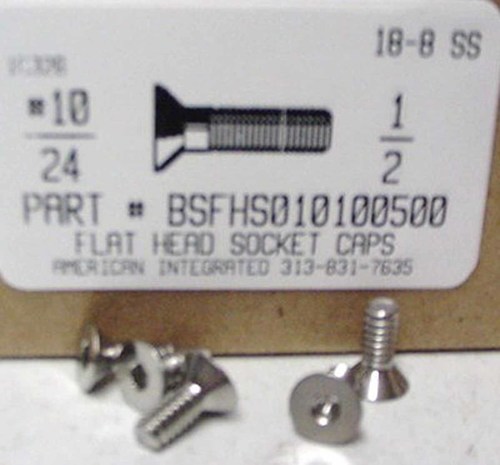 18-8 SS
#10
24
1
2
PART # BSFHS010100500
FLAT HEAD SOCKET CAPS
AMERICAN INTEGRATED 313-831-7635